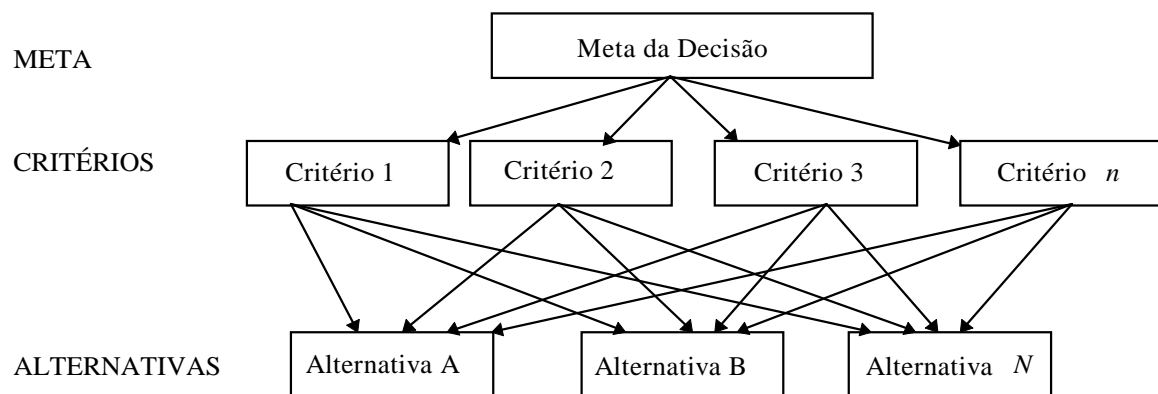 META
Meta da Decisão
CRITÉRIOS
Critério 1
Critério 2
Critério 3
Critério n
ALTERNATIVAS
Alternativa A
Alternativa B
Alternativa N